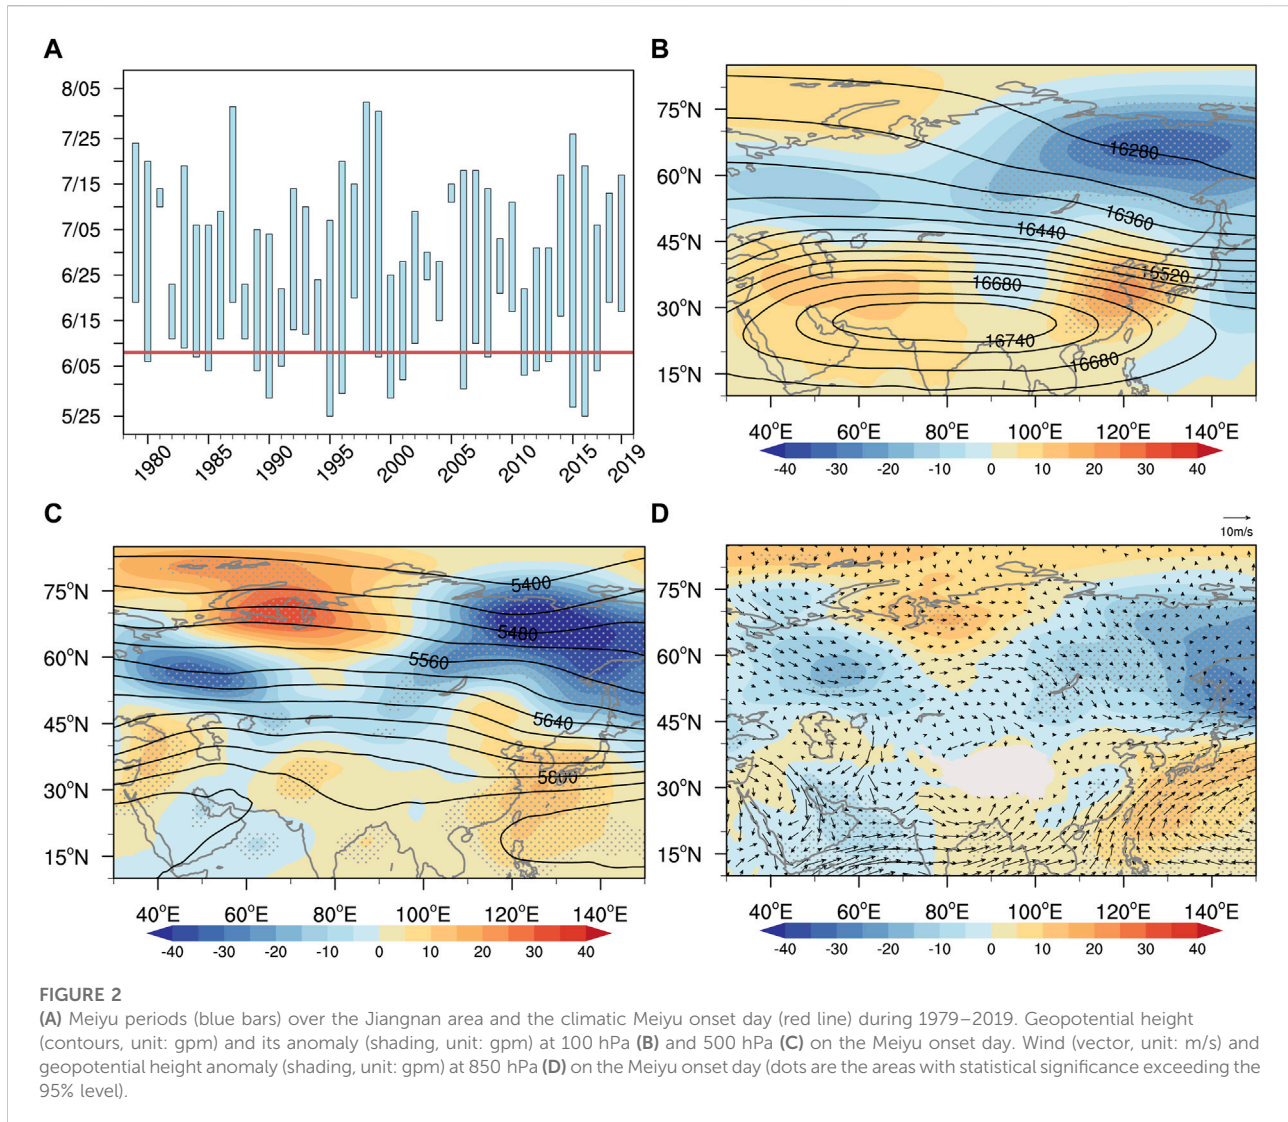 A
8/05
7/25
7/15
7/05
6/25
6/15
6/05
5/25
1980 1985 1990 1995 2000 2005 2010 2015 2019
B
75°N
60°N
45°N
30°N
15°N
16280
16360
16440
16520
16680
16740
16680
40°E 60°E 80°E 100°E 120°E 140°E
-40 -30 -20 -10 0 10 20 30 40
C
75°N
60°N
45°N
30°N
15°N
5400
5480
5560
5640
5800
40°E 60°E 80°E 100°E 120°E 140°E
-40 -30 -20 -10 0 10 20 30 40
D
10m/s
75°N
60°N
45°N
30°N
15°N
40°E 60°E 80°E 100°E 120°E 140°E
-40 -30 -20 -10 0 10 20 30 40
FIGURE 2
(A) Meiyu periods (blue bars) over the Jiangnan area and the climatic Meiyu onset day (red line) during 1979–2019. Geopotential height
(contours, unit: gpm) and its anomaly (shading, unit: gpm) at 100 hPa (B) and 500 hPa (C) on the Meiyu onset day. Wind (vector, unit: m/s) and
geopotential height anomaly (shading, unit: gpm) at 850 hPa (D) on the Meiyu onset day (dots are the areas with statistical significance exceeding the
95% level).